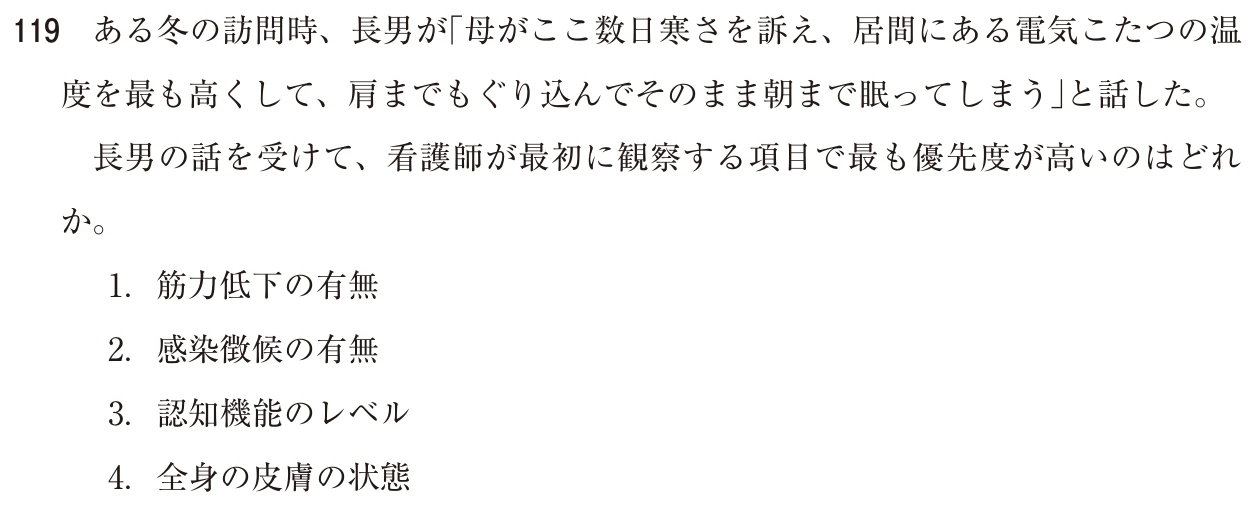 119　ある冬の訪問時、長男が「母がここ数日寒さを訴え、居間にある電気こたつの温
度を最も高くして、肩までもぐり込んでそのまま朝まで眠ってしまう」と話した。
長男の話を受けて、看護師が最初に観察する項目で最も優先度が高いのはどれ
か。
1. 筋力低下の有無
2. 感染徴候の有無
3. 認知機能のレベル
4. 全身の皮膚の状態